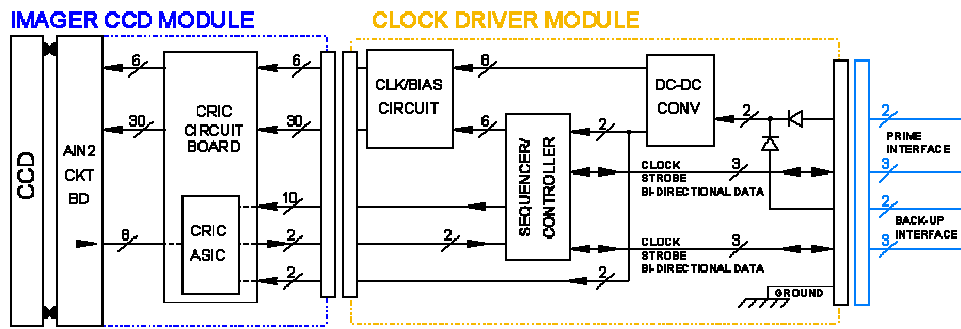 IMAGER CCD MODULE
CLOCK DRIVER MODULE
CCD
AIN2
CKT
BD
6
30
8
CRIC
CIRCUIT
BOARD
CRIC
ASIC
6
30
10
2
2
CLK/BIAS
CIRCUIT
8
6
2
SEQUENCER/
CONTROLLER
DC-DC
CONV
2
2
CLOCK
STROBE
BI-DIRECTIONAL DATA
3
CLOCK
STROBE
BI-DIRECTIONAL DATA
3
2
GROUND
2
PRIME
INTERFACE
3
2
BACK-UP
INTERFACE
3